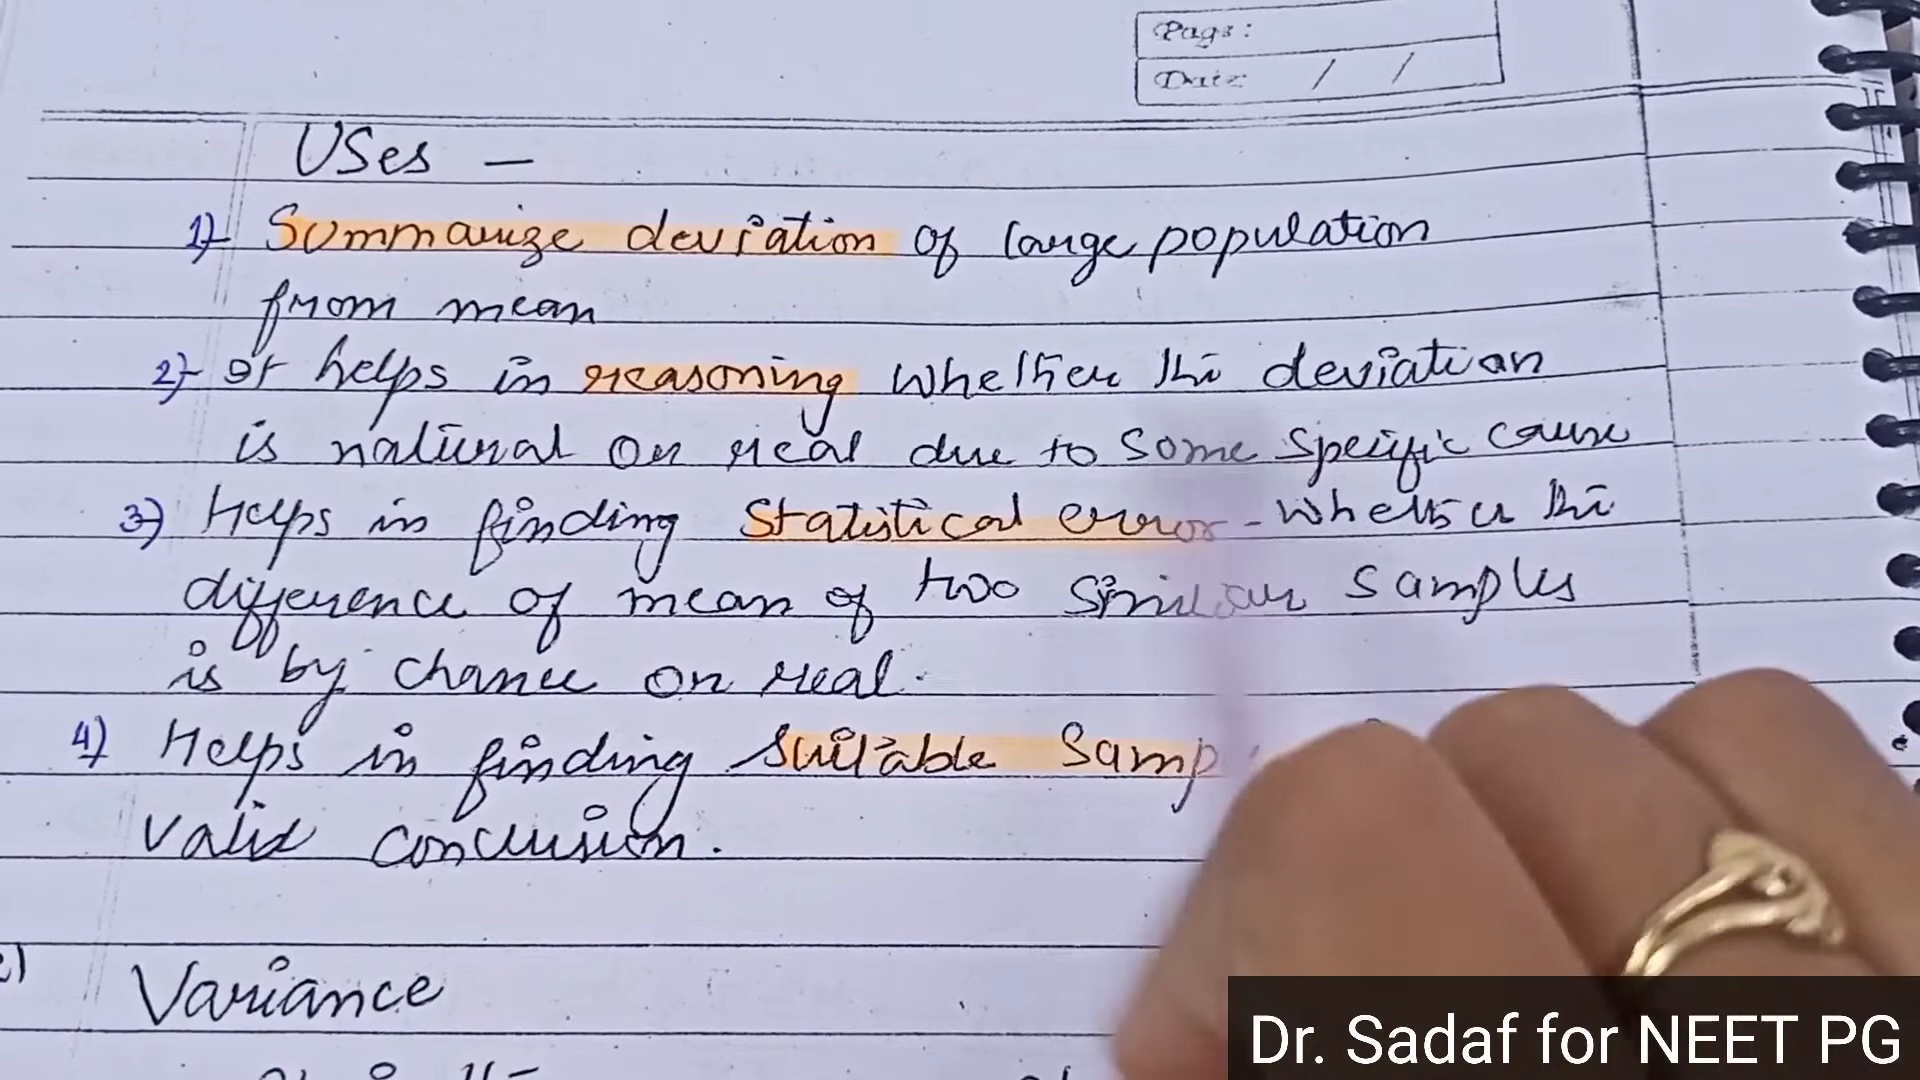 Page:
Date: / /
Uses -
1) Summarize deviation of large population
from mean
2) It helps in reasoning whether the deviation
is natural or real due to some specific cause
3) Helps in finding Statistical error - whether the
difference of mean of two similar samples
is by chance or real.
4) Helps in finding suitable Samp
valid conclusion.
Variance
Dr. Sadaf for NEET PG